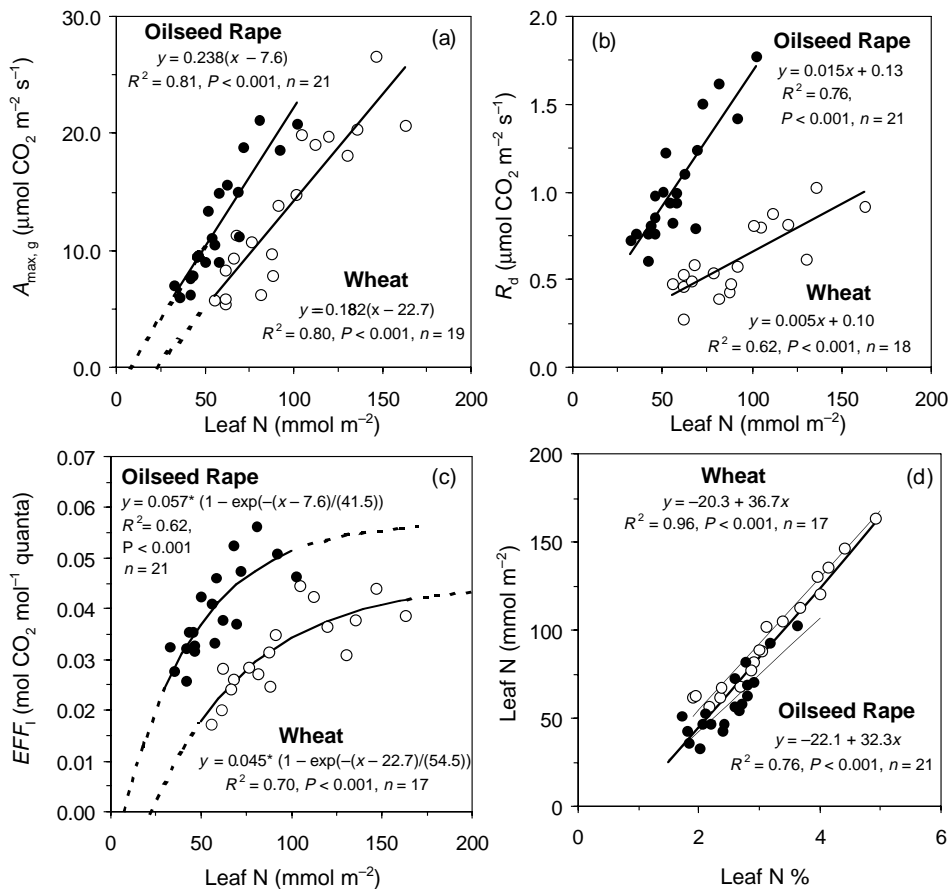 (a)
Oilseed Rape
y = 0.238(x – 7.6)
R² = 0.81, P < 0.001, n = 21
Wheat
y = 0.182(x – 22.7)
R² = 0.80, P < 0.001, n = 19
30.0
20.0
10.0
0.0
0 50 100 150 200
A max, g (μmol CO₂ m⁻² s⁻¹)
Leaf N (mmol m⁻²)
(b)
Oilseed Rape
y = 0.015x + 0.13
R² = 0.76,
P < 0.001, n = 21
Wheat
y = 0.005x + 0.10
R² = 0.62, P < 0.001, n = 18
2.0
1.5
1.0
0.5
0.0
0 50 100 150 200
R d (μmol CO₂ m⁻² s⁻¹)
Leaf N (mmol m⁻²)
(c)
Oilseed Rape
y = 0.057* (1 – exp(–(x – 7.6)/(41.5))
R² = 0.62,
P < 0.001
n = 21
Wheat
y = 0.045* (1 – exp(–(x – 22.7)/(54.5))
R² = 0.70, P < 0.001, n = 17
0.07
0.06
0.05
0.04
0.03
0.02
0.01
0.00
0 50 100 150 200
EFF l (mol CO₂ mol⁻¹ quanta)
Leaf N (mmol m⁻²)
(d)
Wheat
y = –20.3 + 36.7x
R² = 0.96, P < 0.001, n = 17
Oilseed Rape
y = –22.1 + 32.3x
R² = 0.76, P < 0.001, n = 21
200
150
100
50
0
0 2 4 6
Leaf N (mmol m⁻²)
Leaf N %